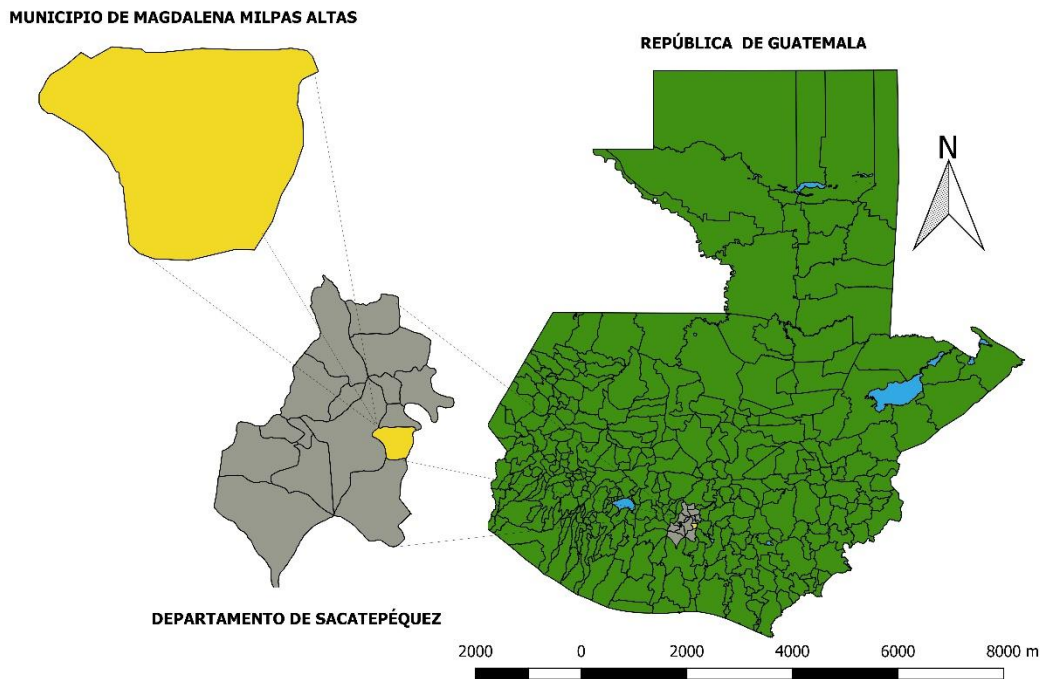 MUNICIPIO DE MAGDALENA MILPAS ALTAS
REPÚBLICA DE GUATEMALA
N
DEPARTAMENTO DE SACATEPÉQUEZ
2000 0 2000 4000 6000 8000 m